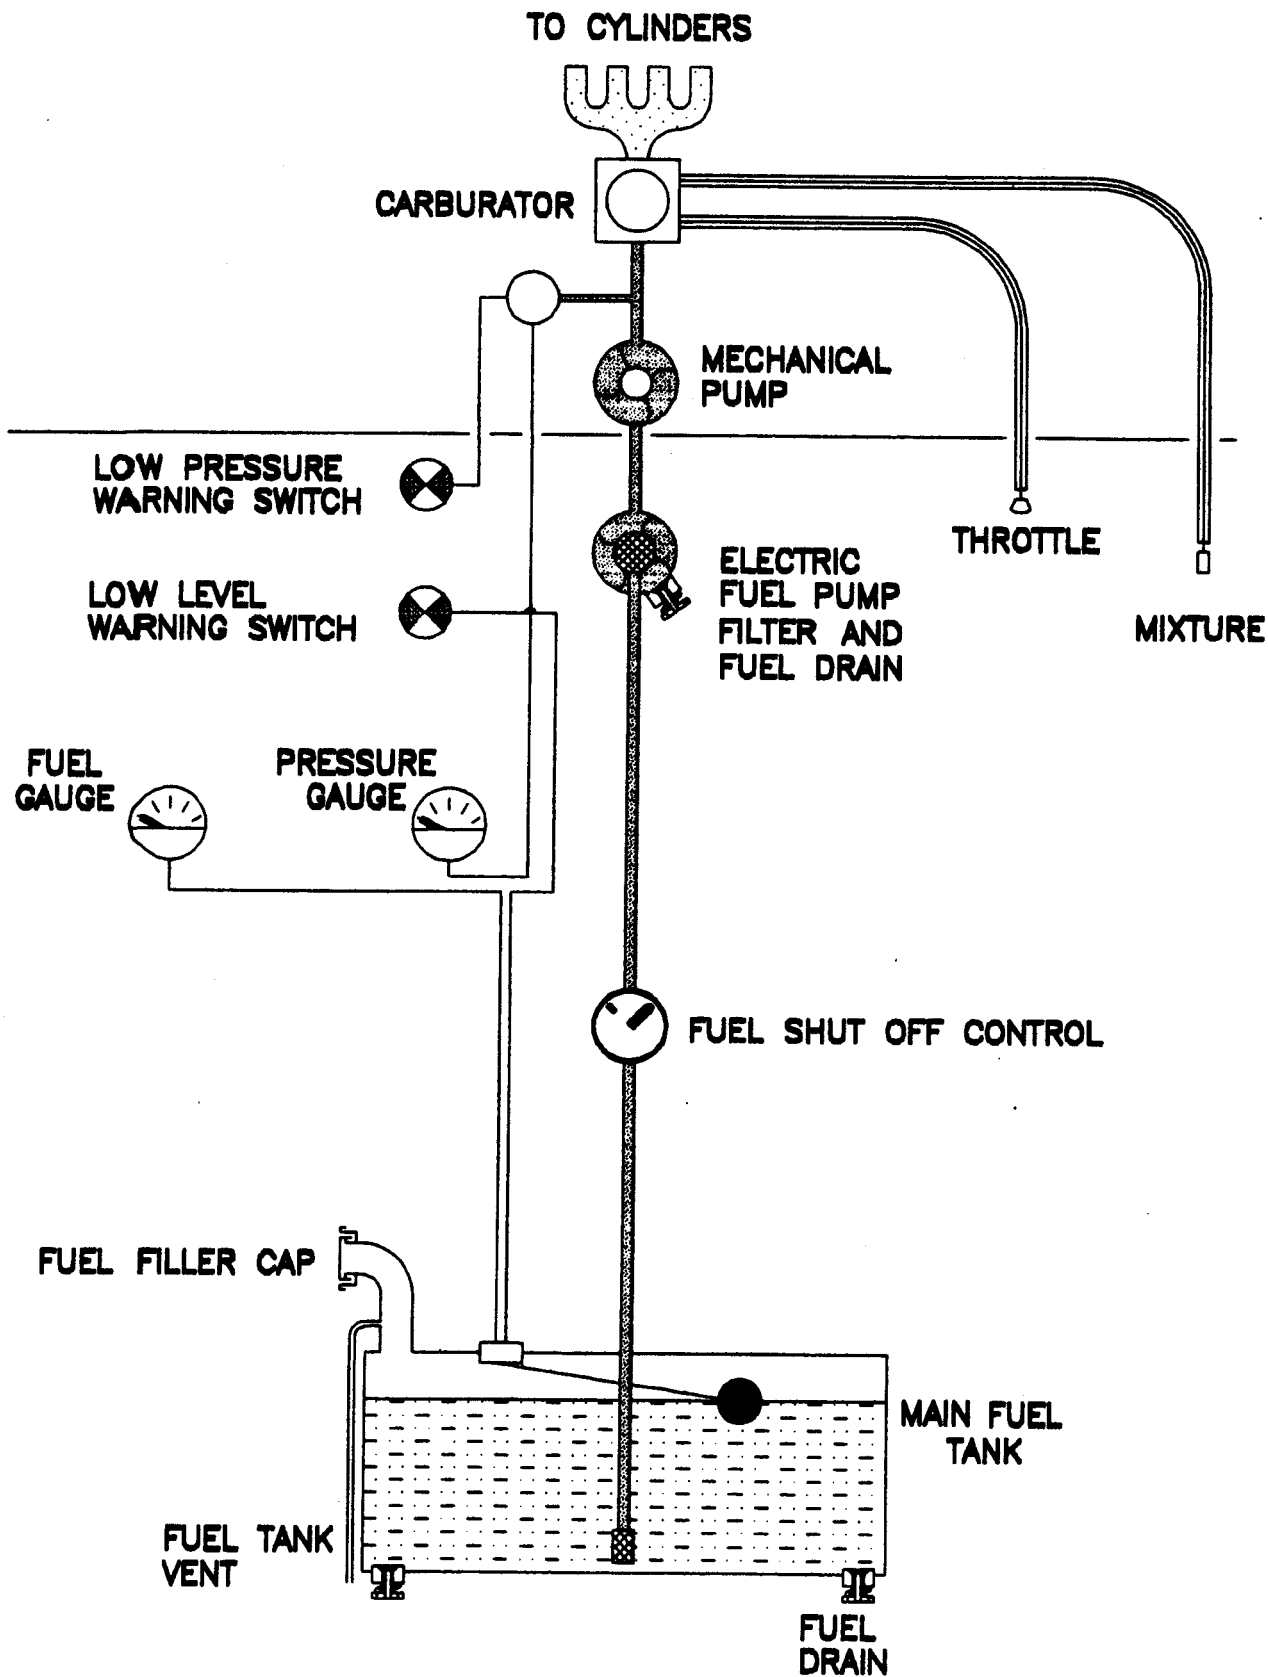 TO CYLINDERS
CARBURATOR
MECHANICAL
PUMP
LOW PRESSURE
WARNING SWITCH
THROTTLE
ELECTRIC
FUEL PUMP
FILTER AND
FUEL DRAIN
LOW LEVEL
WARNING SWITCH
MIXTURE
FUEL
GAUGE
PRESSURE
GAUGE
FUEL SHUT OFF CONTROL
FUEL FILLER CAP
MAIN FUEL
TANK
FUEL TANK
VENT
FUEL
DRAIN